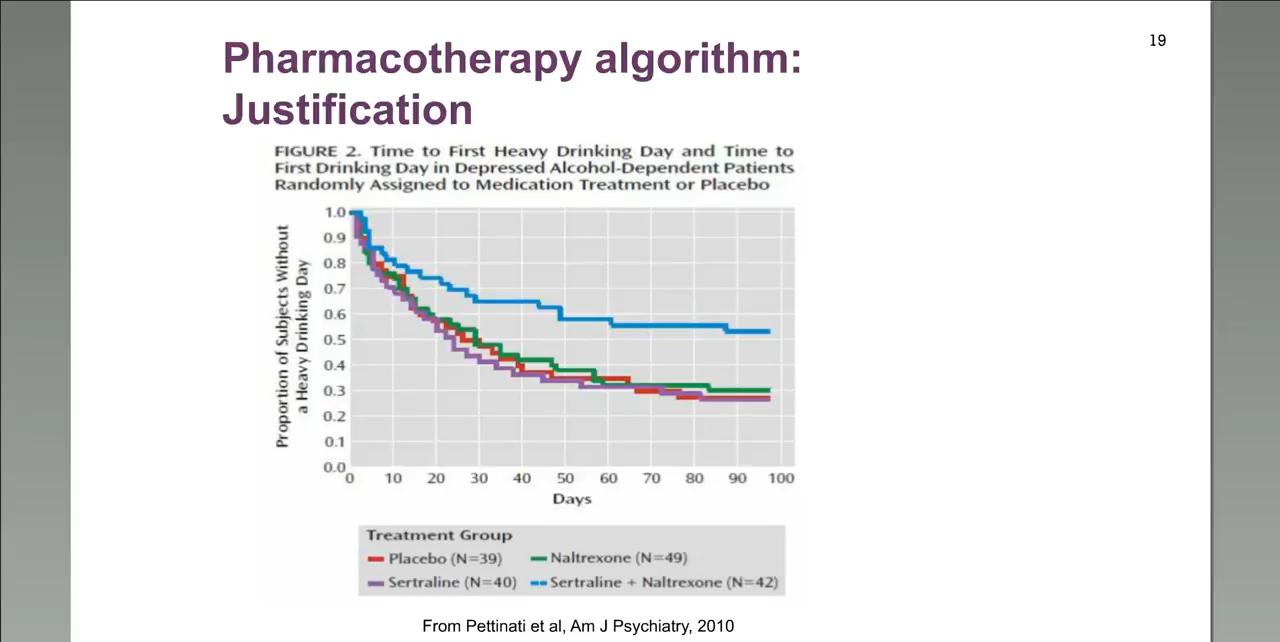 19
Pharmacotherapy algorithm:
Justification
FIGURE 2. Time to First Heavy Drinking Day and Time to
First Drinking Day in Depressed Alcohol-Dependent Patients
Randomly Assigned to Medication Treatment or Placebo
Proportion of Subjects Without
a Heavy Drinking Day
1.0
0.9
0.8
0.7
0.6
0.5
0.4
0.3
0.2
0.1
0.0
0 10 20 30 40 50 60 70 80 90 100
Days
Treatment Group
Placebo (N=39) Naltrexone (N=49)
Sertraline (N=40) Sertraline + Naltrexone (N=42)
From Pettinati et al, Am J Psychiatry, 2010